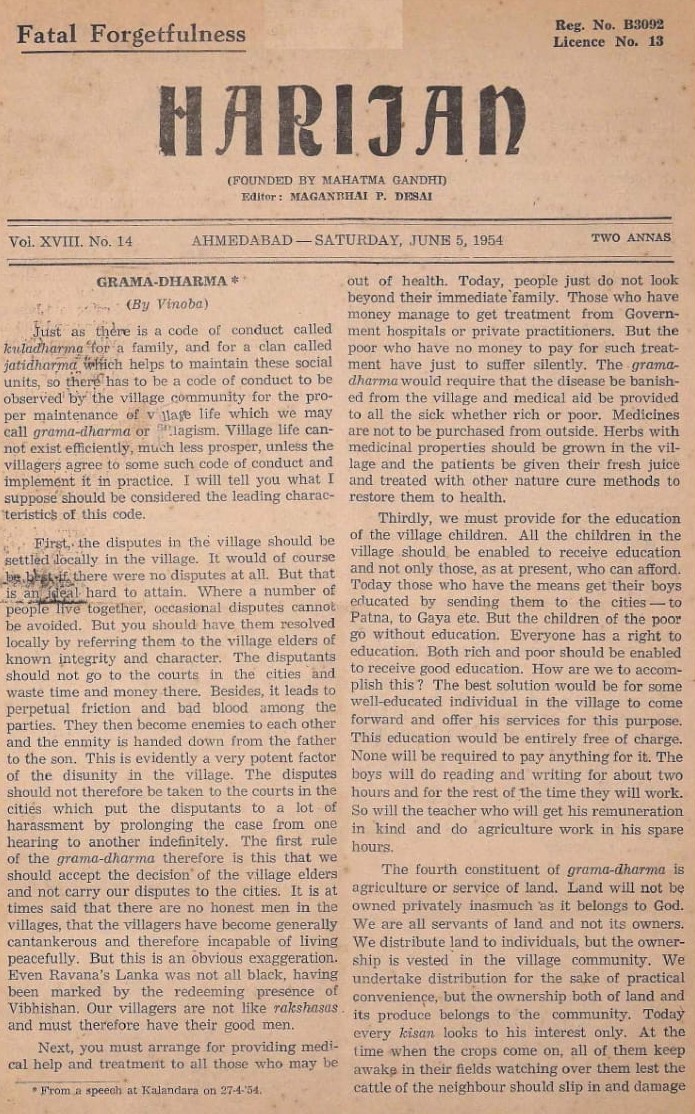 Fatal Forgetfulness
Reg. No. B3092
Licence No. 13
HARIJAN
(FOUNDED BY MAHATMA GANDHI)
Editor: MAGANBHAI P. DESAI
Vol. XVIII. No. 14
AHMEDABAD — SATURDAY, JUNE 5, 1954
TWO ANNAS
GRAMA-DHARMA *
(By Vinoba)
Just as there is a code of conduct called
kuladharma for a family, and for a clan called
jatidharma which helps to maintain these social
units, so there has to be a code of conduct to be
observed by the village community for the pro-
per maintenance of village life which we may
call grama-dharma or villagism. Village life can-
not exist efficiently, much less prosper, unless the
villagers agree to some such code of conduct and
implement it in practice. I will tell you what I
suppose should be considered the leading charac-
teristics of this code.
First, the disputes in the village should be
settled locally in the village. It would of course
be best if there were no disputes at all. But that
is an ideal hard to attain. Where a number of
people live together, occasional disputes cannot
be avoided. But you should have them resolved
locally by referring them to the village elders of
known integrity and character. The disputants
should not go to the courts in the cities and
waste time and money there. Besides, it leads to
perpetual friction and bad blood among the
parties. They then become enemies to each other
and the enmity is handed down from the father
to the son. This is evidently a very potent factor
of the disunity in the village. The disputes
should not therefore be taken to the courts in the
cities which put the disputants to a lot of
harassment by prolonging the case from one
hearing to another indefinitely. The first rule
of the grama-dharma therefore is this that we
should accept the decision of the village elders
and not carry our disputes to the cities. It is at
times said that there are no honest men in the
villages, that the villagers have become generally
cantankerous and therefore incapable of living
peacefully. But this is an obvious exaggeration.
Even Ravana's Lanka was not all black, having
been marked by the redeeming presence of
Vibhishan. Our villagers are not like rakshasas
and must therefore have their good men.
Next, you must arrange for providing medi-
cal help and treatment to all those who may be
* From a speech at Kalandara on 27-4-'54.
out of health. Today, people just do not look
beyond their immediate family. Those who have
money manage to get treatment from Govern-
ment hospitals or private practitioners. But the
poor who have no money to pay for such treat-
ment have just to suffer silently. The grama-
dharma would require that the disease be banish-
ed from the village and medical aid be provided
to all the sick whether rich or poor. Medicines
are not to be purchased from outside. Herbs with
medicinal properties should be grown in the vil-
lage and the patients be given their fresh juice
and treated with other nature cure methods to
restore them to health.
Thirdly, we must provide for the education
of the village children. All the children in the
village should be enabled to receive education
and not only those, as at present, who can afford.
Today those who have the means get their boys
educated by sending them to the cities — to
Patna, to Gaya etc. But the children of the poor
go without education. Everyone has a right to
education. Both rich and poor should be enabled
to receive good education. How are we to accom-
plish this? The best solution would be for some
well-educated individual in the village to come
forward and offer his services for this purpose.
This education would be entirely free of charge.
None will be required to pay anything for it. The
boys will do reading and writing for about two
hours and for the rest of the time they will work.
So will the teacher who will get his remuneration
in kind and do agriculture work in his spare
hours.
The fourth constituent of grama-dharma is
agriculture or service of land. Land will not be
owned privately inasmuch as it belongs to God.
We are all servants of land and not its owners.
We distribute land to individuals, but the owner-
ship is vested in the village community. We
undertake distribution for the sake of practical
convenience, but the ownership both of land and
its produce belongs to the community. Today
every kisan looks to his interest only. At the
time when the crops come on, all of them keep
awake in their fields watching over them lest the
cattle of the neighbour should slip in and damage